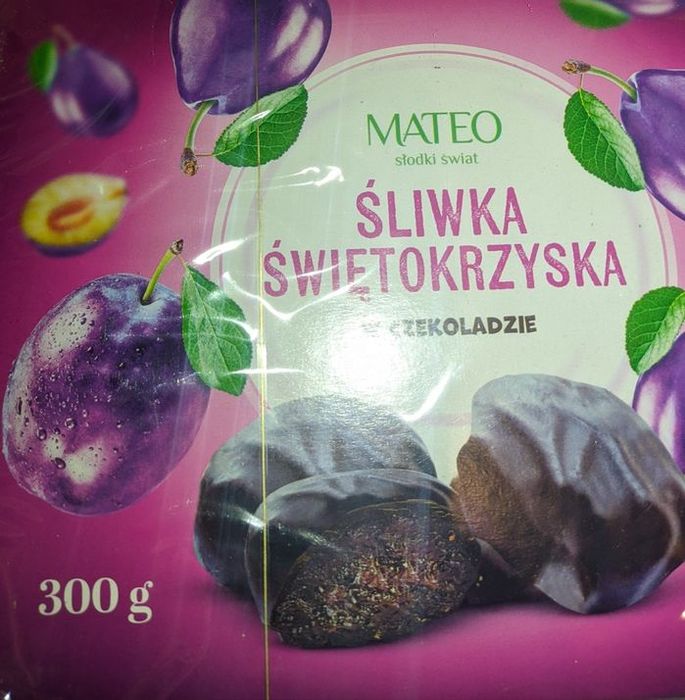 MATEO
słodki świat
ŚLIWKA
ŚWIĘTOKRZYSKA
W CZEKOLADZIE
300 g